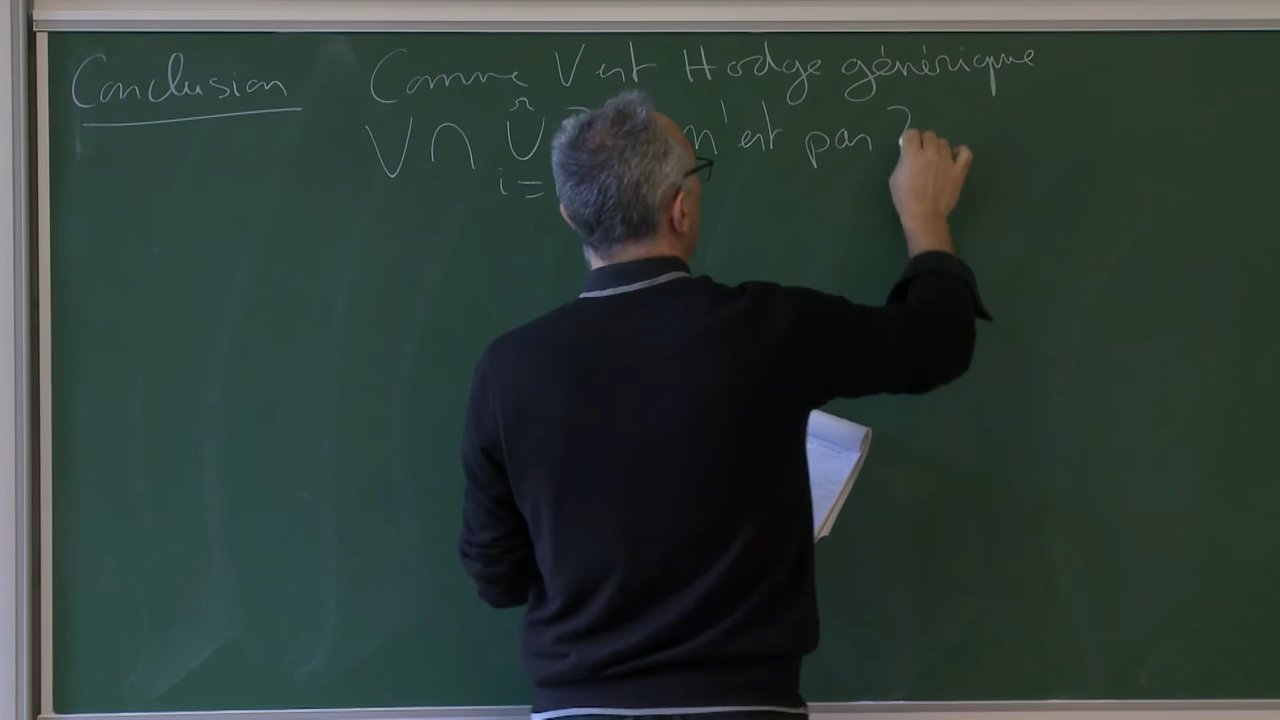 Conclusion Comme V est Hodge générique
V ∩ ∪ n n'est pas
i =